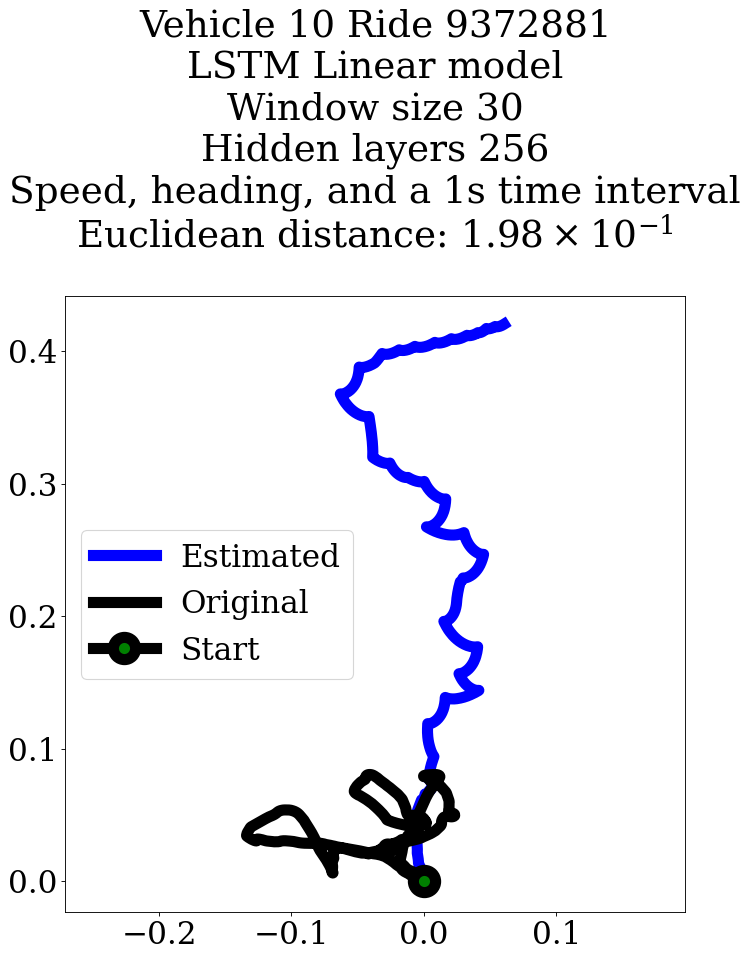 Vehicle 10 Ride 9372881
LSTM Linear model
Window size 30
Hidden layers 256
Speed, heading, and a 1s time interval
Euclidean distance: 1.98 × 10⁻¹
0.4
0.3
0.2
0.1
0.0
Estimated
Original
Start
−0.2 −0.1 0.0 0.1